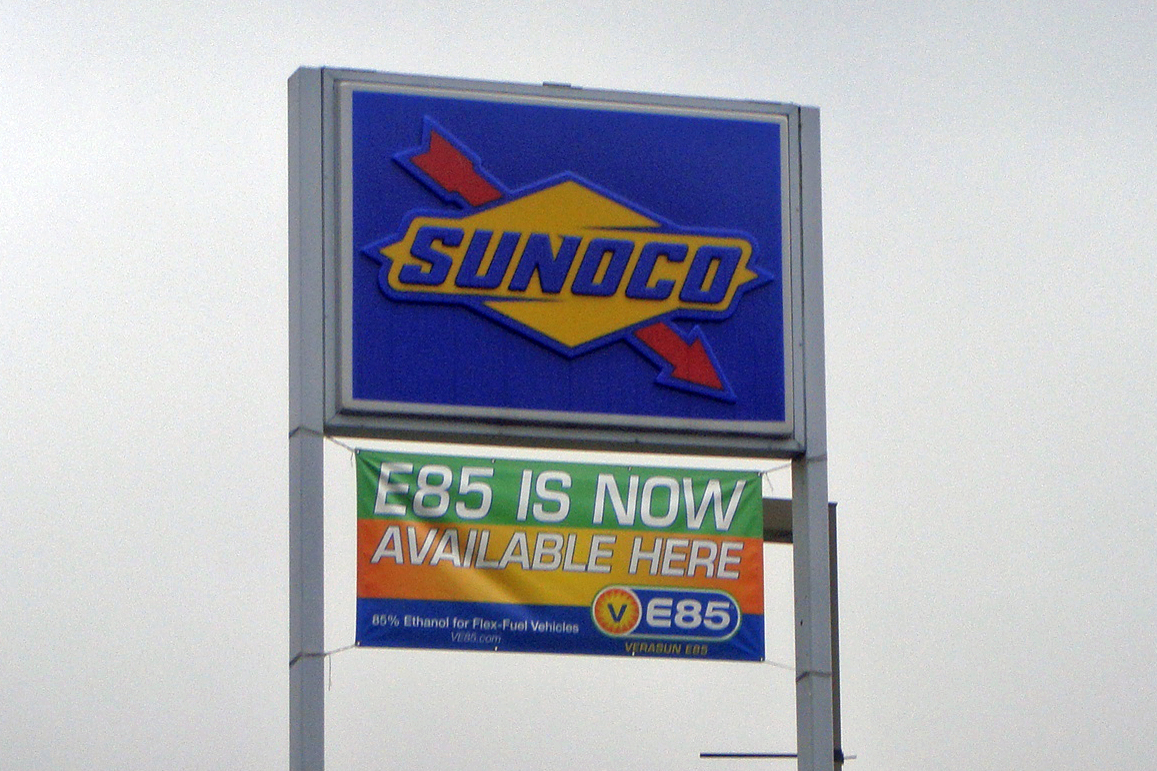 SUNOCO
E85 IS NOW
AVAILABLE HERE
V E85
85% Ethanol for Flex-Fuel Vehicles
VE85.com
VERASUN E85